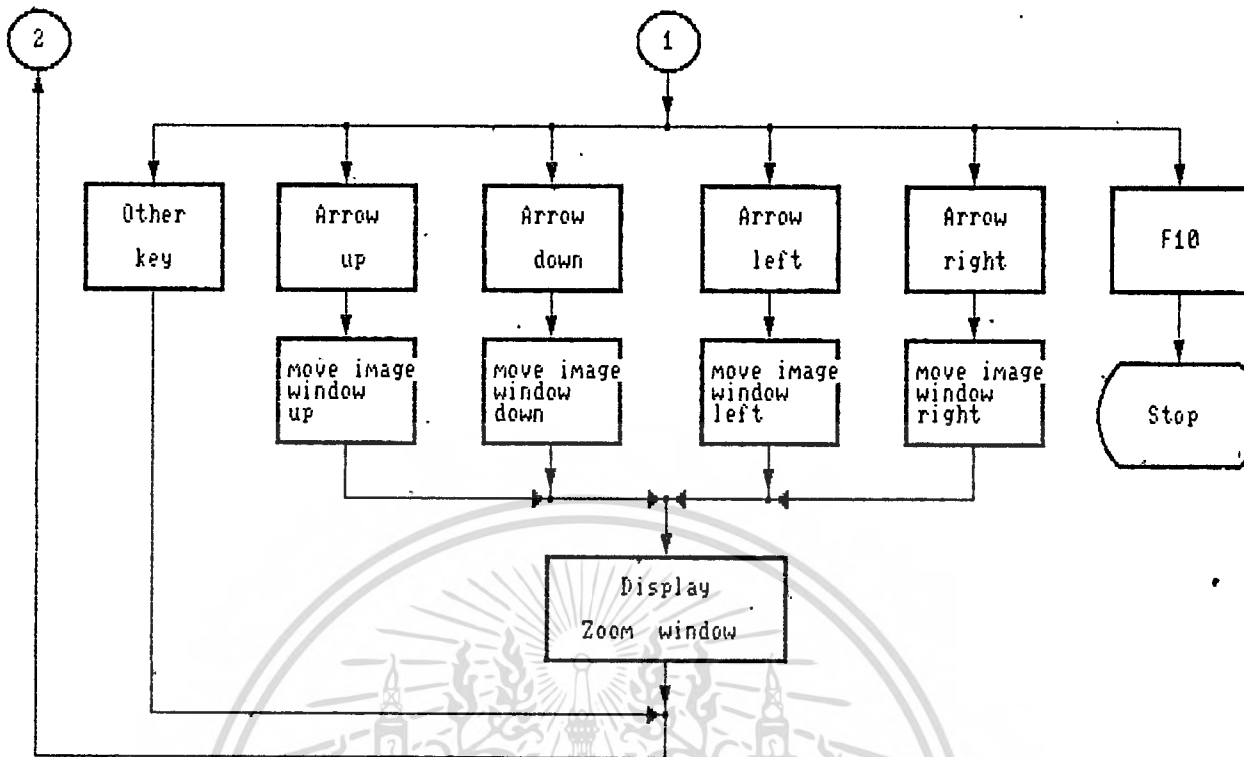 2
1
Other
key
Arrow
up
Arrow
down
Arrow
left
Arrow
right
F10
move image
window
up
move image
window
down
move image
window
left
move image
window
right
Stop
Display
Zoom window